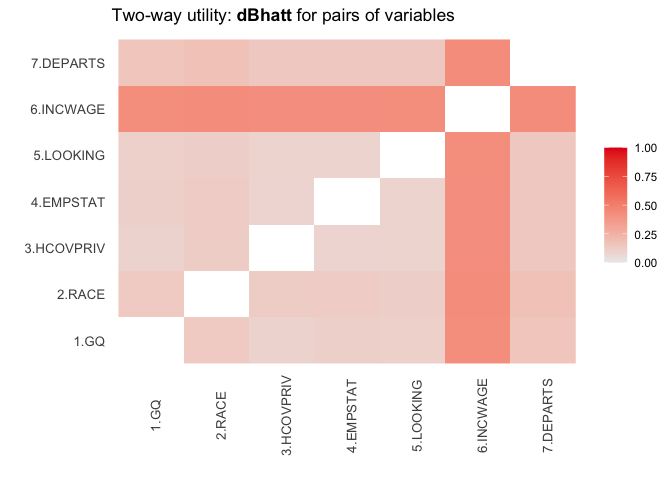 Two-way utility: dBhatt for pairs of variables
7.DEPARTS
6.INCWAGE
5.LOOKING
4.EMPSTAT
3.HCOVPRIV
2.RACE
1.GQ
1.00
0.75
0.50
0.25
0.00
1.GQ
2.RACE
3.HCOVPRIV
4.EMPSTAT
5.LOOKING
6.INCWAGE
7.DEPARTS